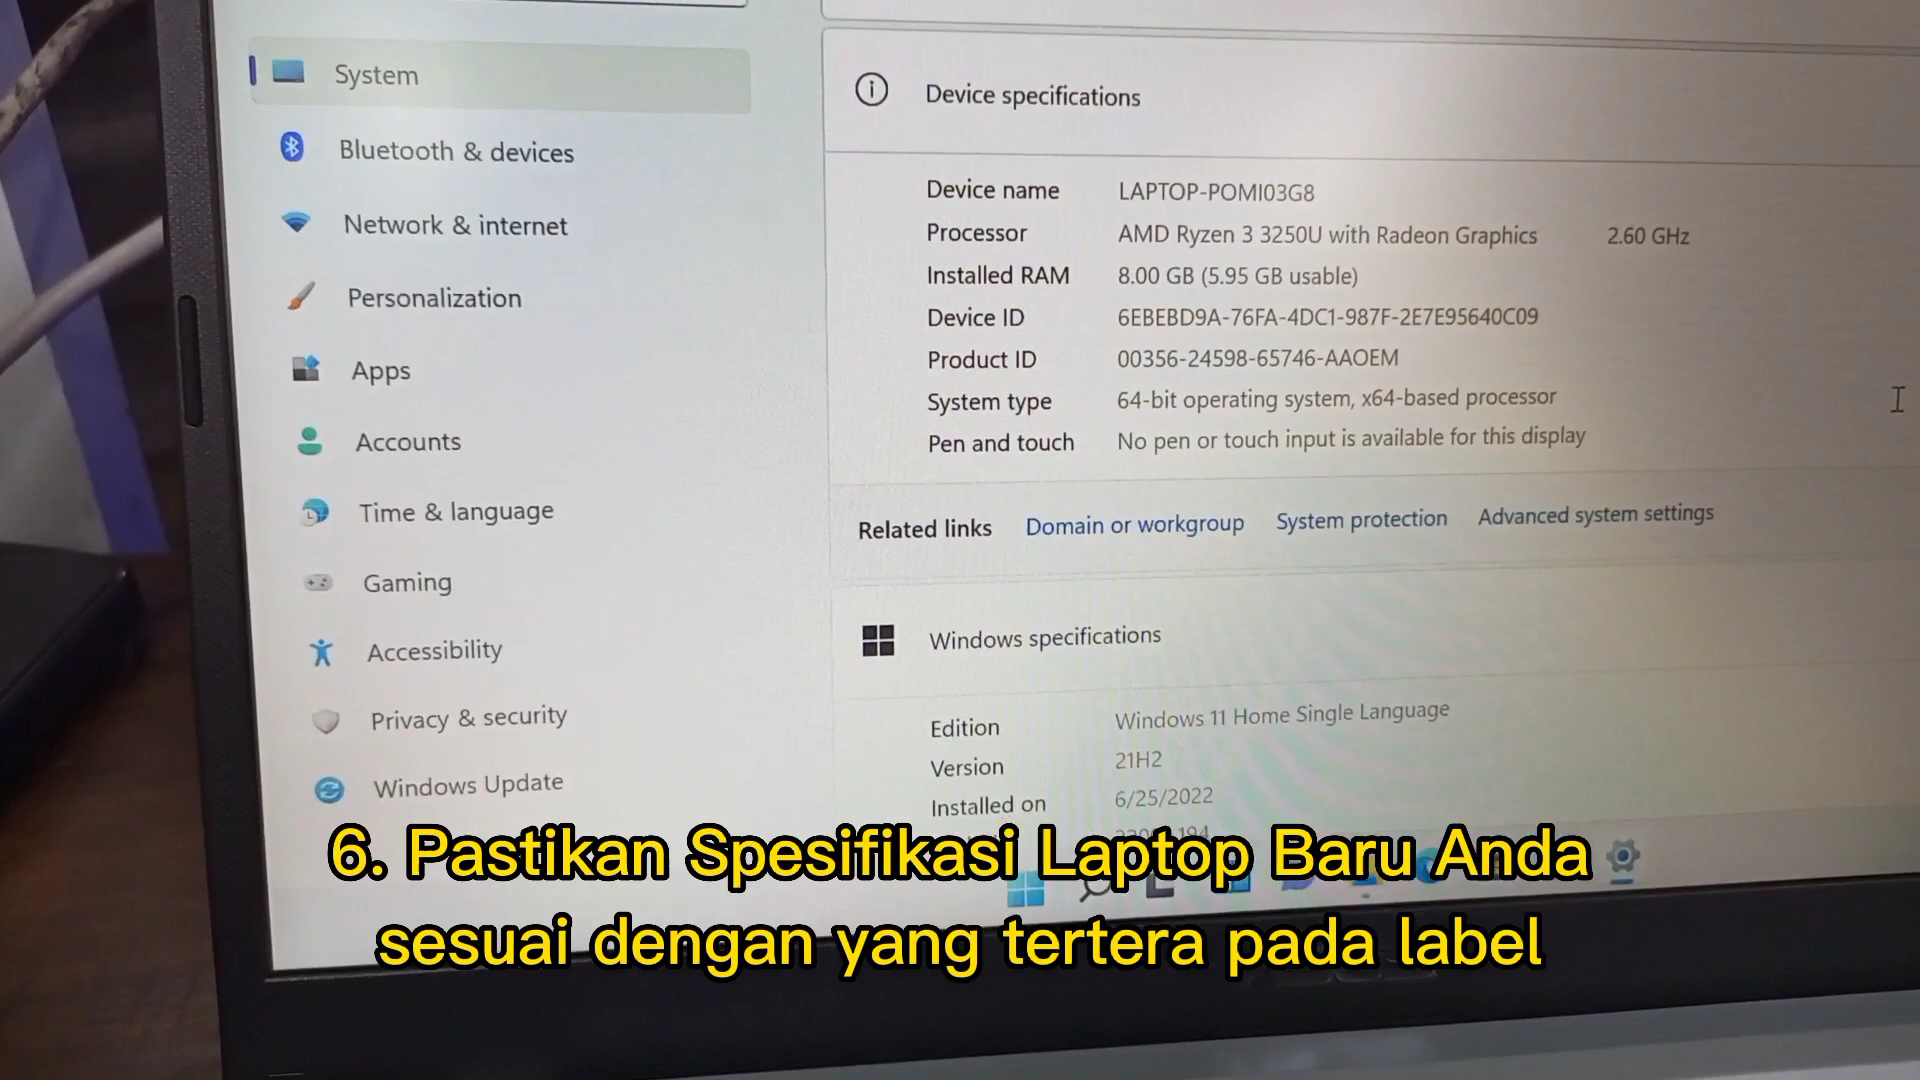 System
Bluetooth & devices
Network & internet
Personalization
Apps
Accounts
Time & language
Gaming
Accessibility
Privacy & security
Windows Update
Device specifications
Device name LAPTOP-POMI03G8
Processor AMD Ryzen 3 3250U with Radeon Graphics 2.60 GHz
Installed RAM 8.00 GB (5.95 GB usable)
Device ID 6EBEBD9A-76FA-4DC1-987F-2E7E95640C09
Product ID 00356-24598-65746-AAOEM
System type 64-bit operating system, x64-based processor
Pen and touch No pen or touch input is available for this display
Related links Domain or workgroup System protection Advanced system settings
Windows specifications
Edition Windows 11 Home Single Language
Version 21H2
Installed on 6/25/2022
6. Pastikan Spesifikasi Laptop Baru Anda
sesuai dengan yang tertera pada label